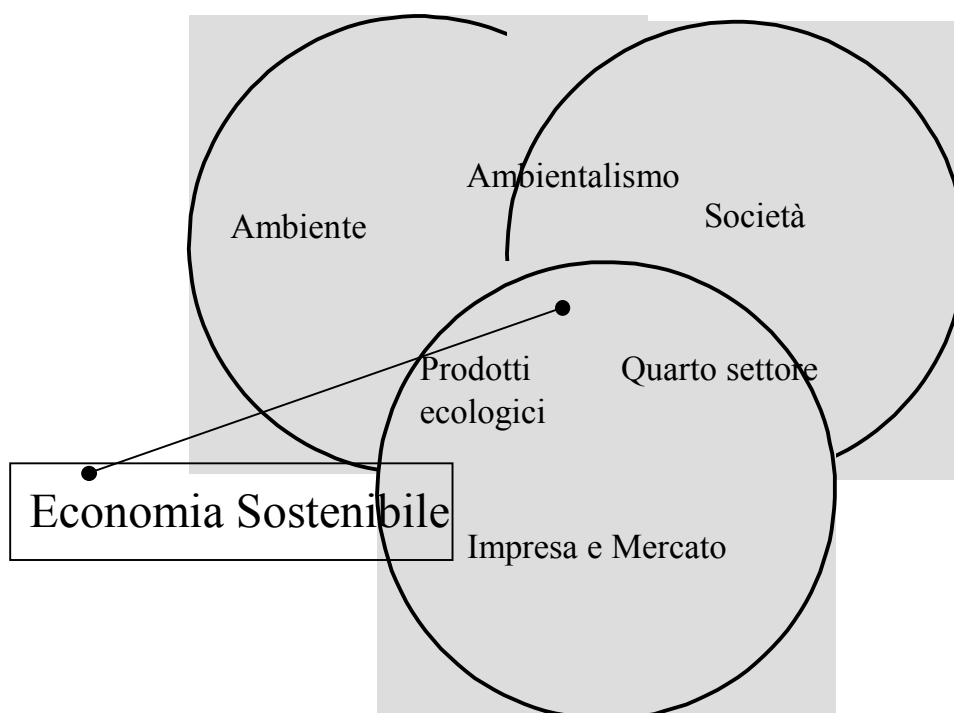 Ambientalismo
Ambiente
Società
Prodotti
ecologici
Quarto settore
Economia Sostenibile
Impresa e Mercato